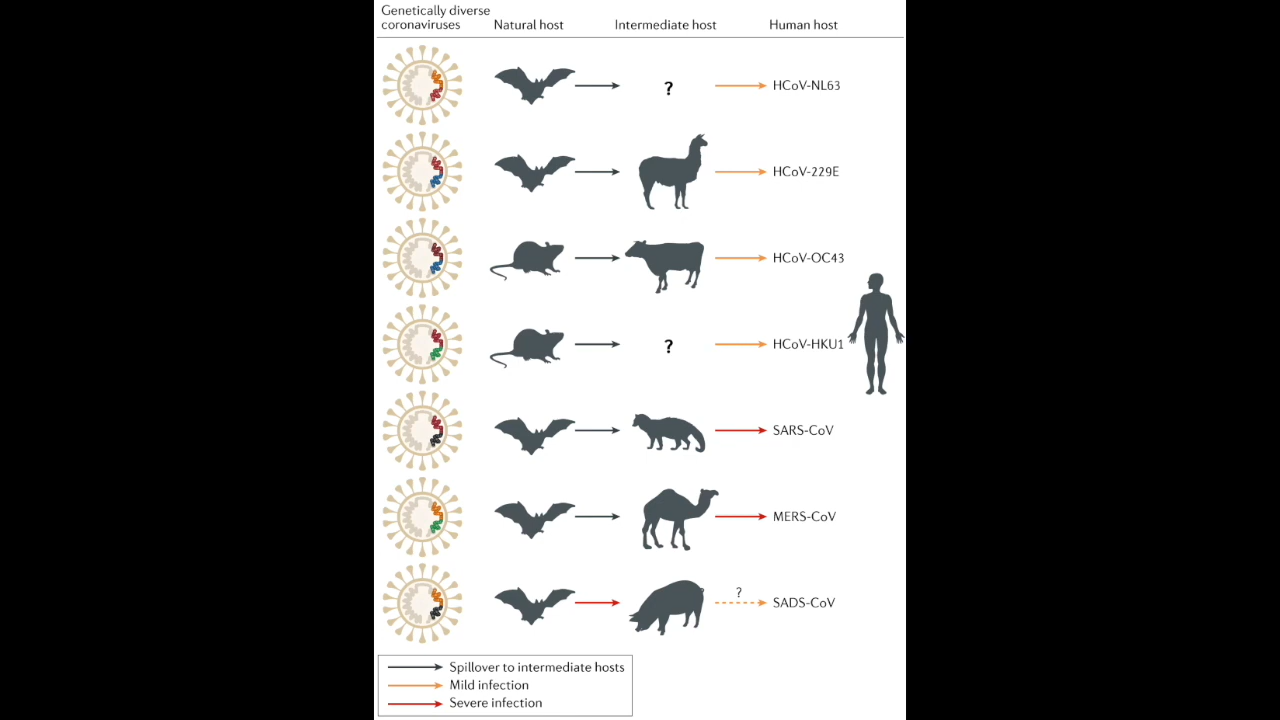 Genetically diverse
coronaviruses
Natural host
Intermediate host
Human host
?
HCoV-NL63
HCoV-229E
HCoV-OC43
?
HCoV-HKU1
SARS-CoV
MERS-CoV
?
SADS-CoV
Spillover to intermediate hosts
Mild infection
Severe infection